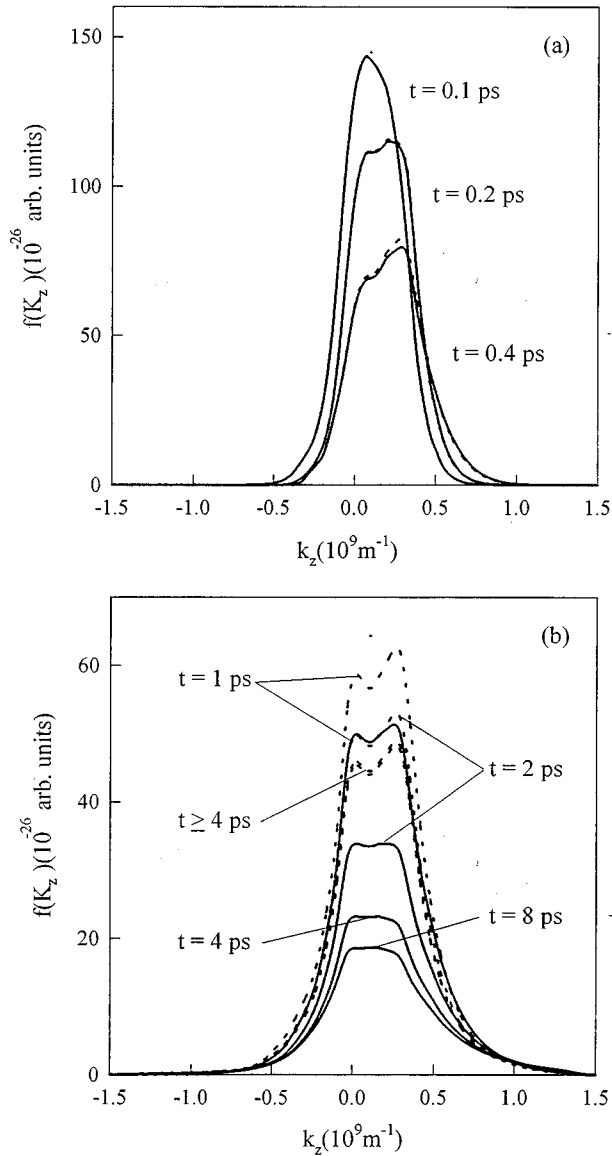 (a)
150
100
50
0
t = 0.1 ps
t = 0.2 ps
t = 0.4 ps
f(K_z)(10^-26 arb. units)
-1.5 -1.0 -0.5 0.0 0.5 1.0 1.5
k_z(10^9m^-1)
(b)
60
40
20
0
t = 1 ps
t = 2 ps
t ≥ 4 ps
t = 4 ps
t = 8 ps
f(K_z)(10^-26 arb. units)
-1.5 -1.0 -0.5 0.0 0.5 1.0 1.5
k_z(10^9m^-1)